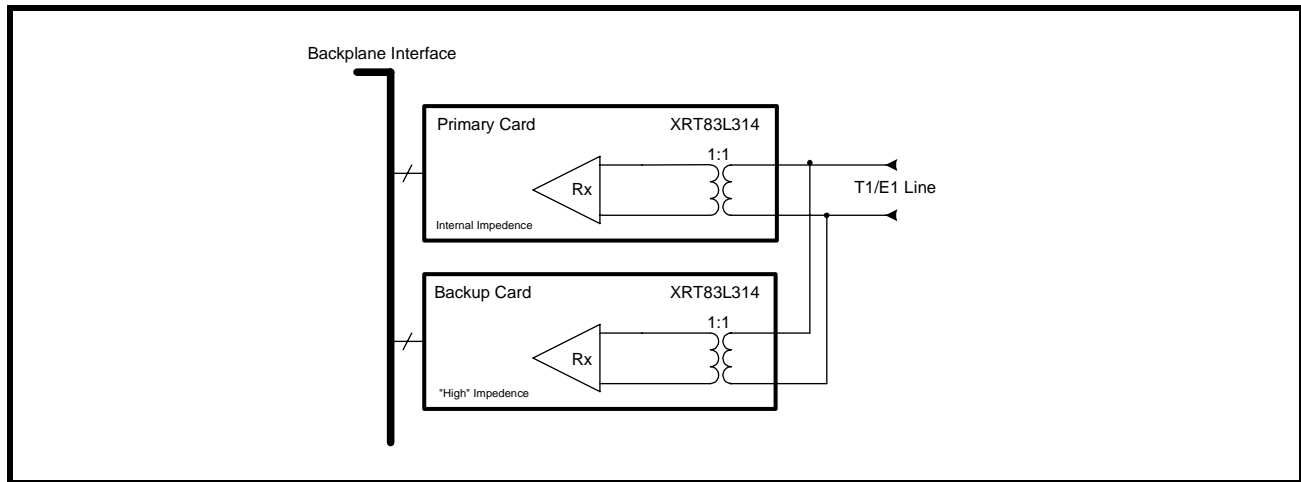 Backplane Interface
Primary Card XRT83L314
1:1
Rx
T1/E1 Line
Internal Impedence
Backup Card XRT83L314
1:1
Rx
"High" Impedence